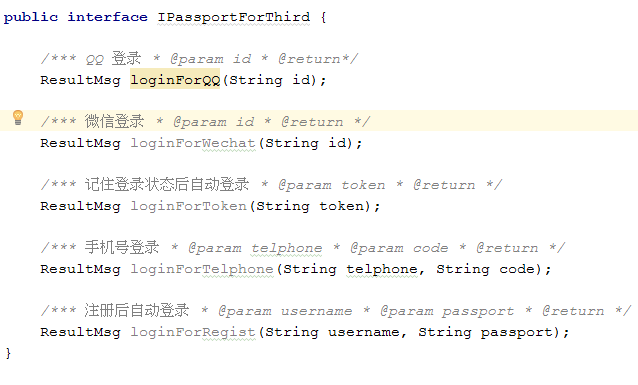 public interface IPassportForThird {
/*** QQ 登录 * @param id * @return*/
ResultMsg loginForQQ(String id);
/*** 微信登录 * @param id * @return */
ResultMsg loginForWechat(String id);
/*** 记住登录状态后自动登录 * @param token * @return */
ResultMsg loginForToken(String token);
/*** 手机号登录 * @param telphone * @param code * @return */
ResultMsg loginForTelphone(String telphone, String code);
/*** 注册后自动登录 * @param username * @param passport * @return */
ResultMsg loginForRegist(String username, String passport);
}